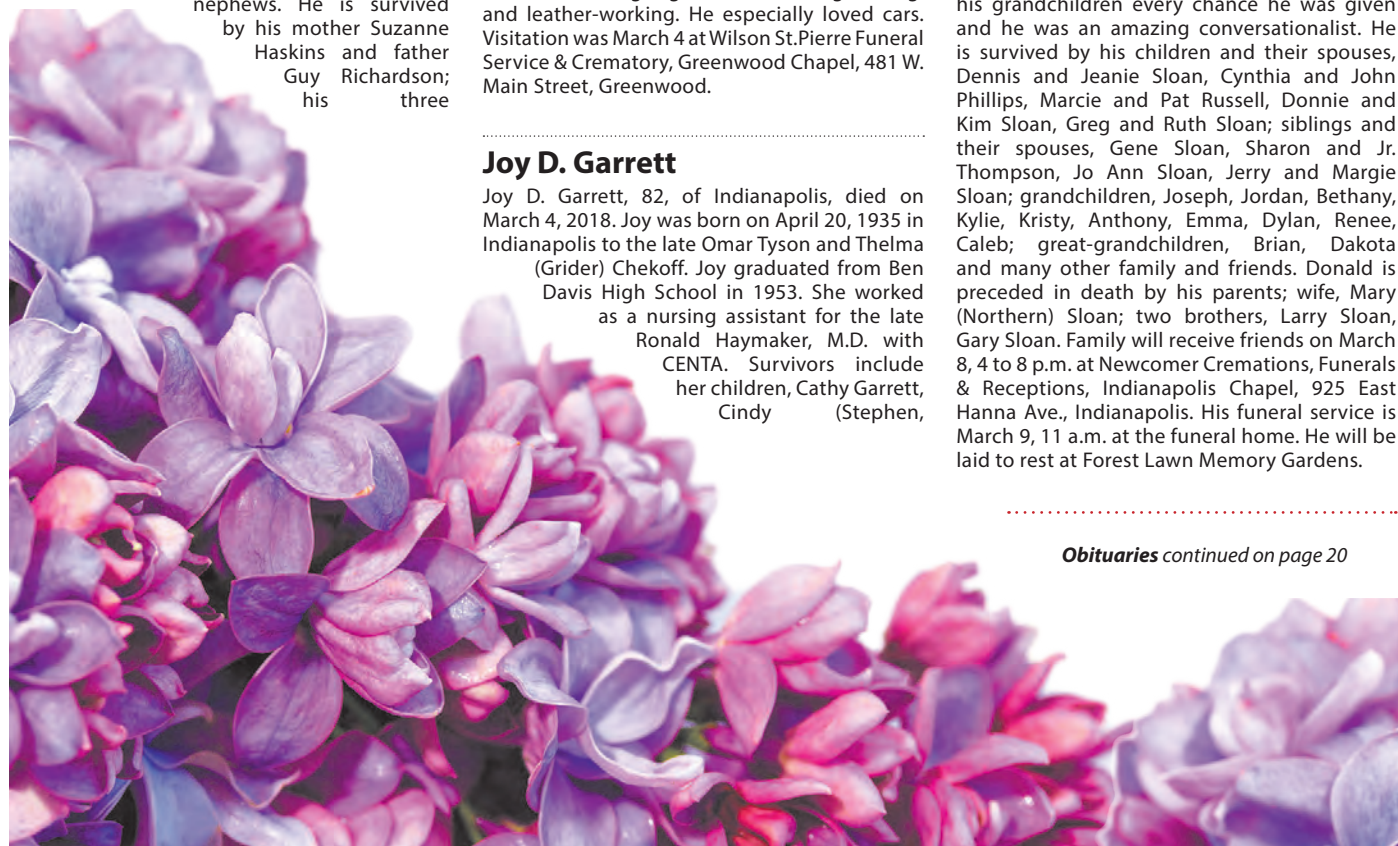 nephews. He is survived
by his mother Suzanne
Haskins and father
Guy Richardson;
his three
and leather-working. He especially loved cars.
Visitation was March 4 at Wilson St.Pierre Funeral
Service & Crematory, Greenwood Chapel, 481 W.
Main Street, Greenwood.
Joy D. Garrett
Joy D. Garrett, 82, of Indianapolis, died on
March 4, 2018. Joy was born on April 20, 1935 in
Indianapolis to the late Omar Tyson and Thelma
(Grider) Chekoff. Joy graduated from Ben
Davis High School in 1953. She worked
as a nursing assistant for the late
Ronald Haymaker, M.D. with
CENTA. Survivors include
her children, Cathy Garrett,
Cindy (Stephen,
his grandchildren every chance he was given
and he was an amazing conversationalist. He
is survived by his children and their spouses,
Dennis and Jeanie Sloan, Cynthia and John
Phillips, Marcie and Pat Russell, Donnie and
Kim Sloan, Greg and Ruth Sloan; siblings and
their spouses, Gene Sloan, Sharon and Jr.
Thompson, Jo Ann Sloan, Jerry and Margie
Sloan; grandchildren, Joseph, Jordan, Bethany,
Kylie, Kristy, Anthony, Emma, Dylan, Renee,
Caleb; great-grandchildren, Brian, Dakota
and many other family and friends. Donald is
preceded in death by his parents; wife, Mary
(Northern) Sloan; two brothers, Larry Sloan,
Gary Sloan. Family will receive friends on March
8, 4 to 8 p.m. at Newcomer Cremations, Funerals
& Receptions, Indianapolis Chapel, 925 East
Hanna Ave., Indianapolis. His funeral service is
March 9, 11 a.m. at the funeral home. He will be
laid to rest at Forest Lawn Memory Gardens.
Obituaries continued on page 20